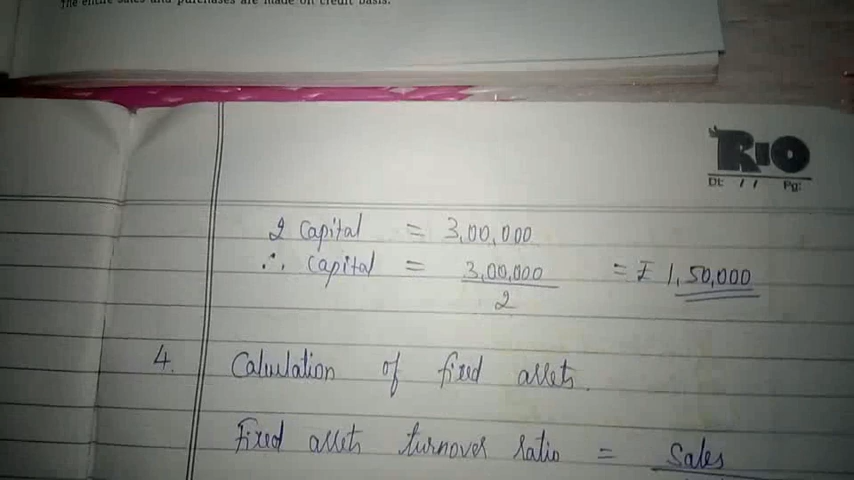 The entire sales and purchases are made on credit basis.
RIO
Dt: / / Pg:
2 Capital = 3,00,000
∴ Capital = 3,00,000 / 2 = ₹ 1,50,000
4. Calculation of fixed assets.
Fixed assets turnover ratio = Sales